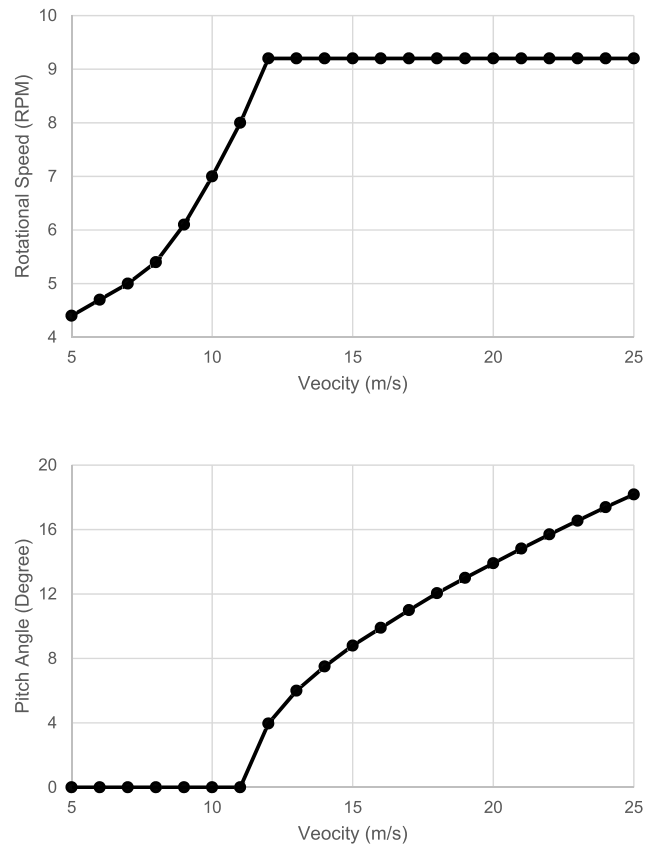 10
9
8
7
6
5
4
Rotational Speed (RPM)
5 10 15 20 25
Veocity (m/s)
20
16
12
8
4
0
Pitch Angle (Degree)
5 10 15 20 25
Veocity (m/s)